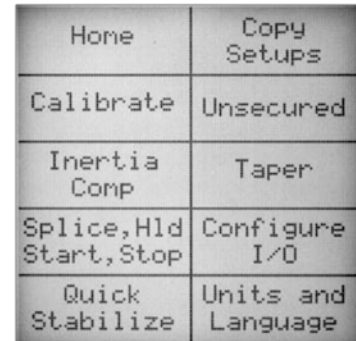 Home
Copy
Setups
Calibrate
Unsecured
Inertia
Comp
Taper
Splice,Hld
Start,Stop
Configure
I/O
Quick
Stabilize
Units and
Language